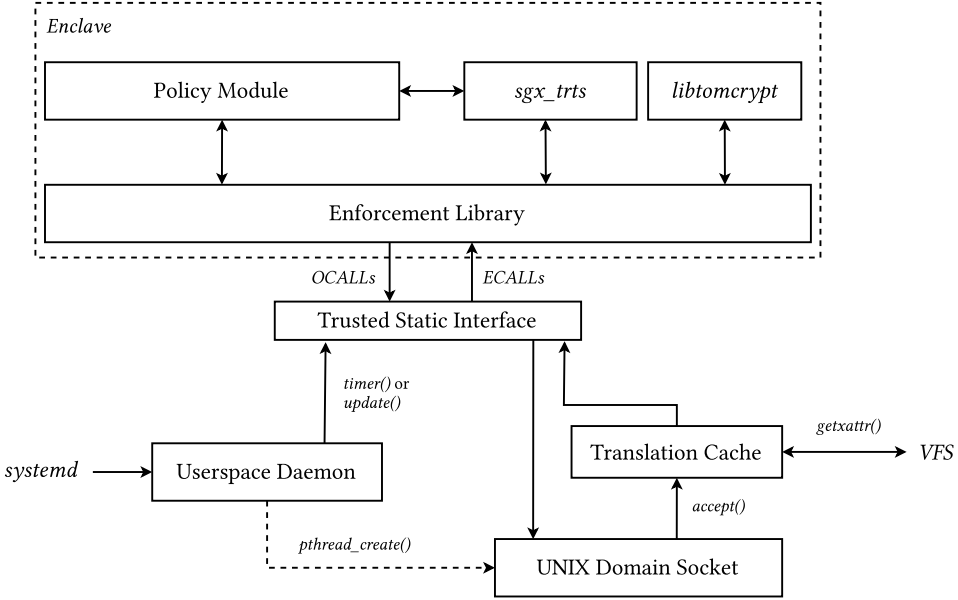 Enclave
Policy Module
sgx_trts
libtomcrypt
Enforcement Library
OCALLs
ECALLs
Trusted Static Interface
timer() or
update()
getxattr()
systemd
Userspace Daemon
Translation Cache
VFS
accept()
pthread_create()
UNIX Domain Socket